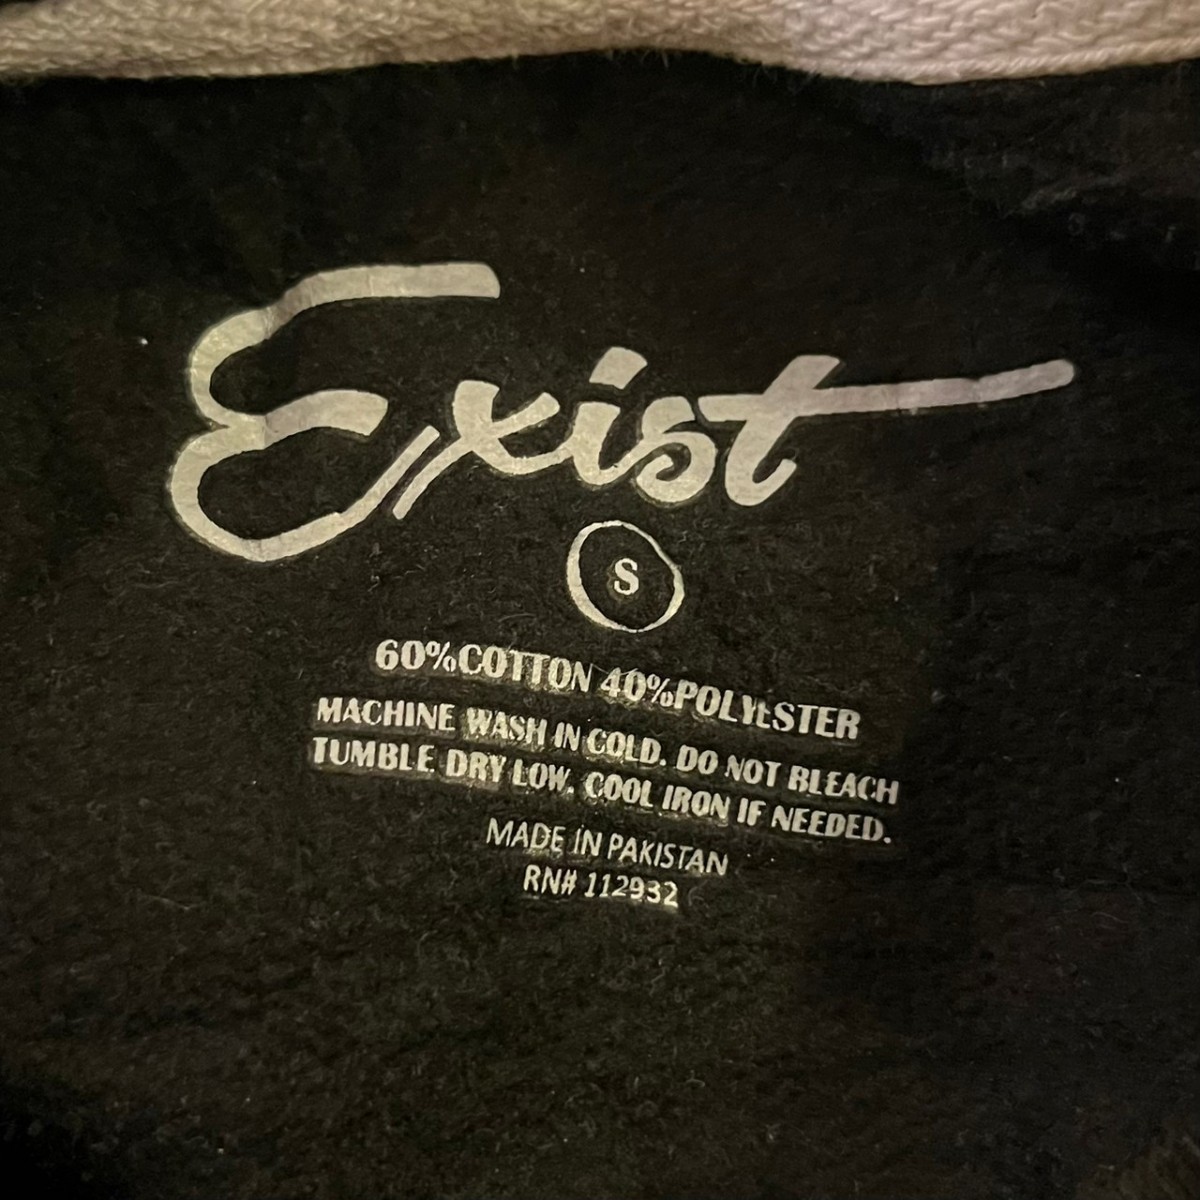 Exist
S
60%COTTON 40%POLYESTER
MACHINE WASH IN COLD. DO NOT BLEACH
TUMBLE DRY LOW. COOL IRON IF NEEDED.
MADE IN PAKISTAN
RN# 112932